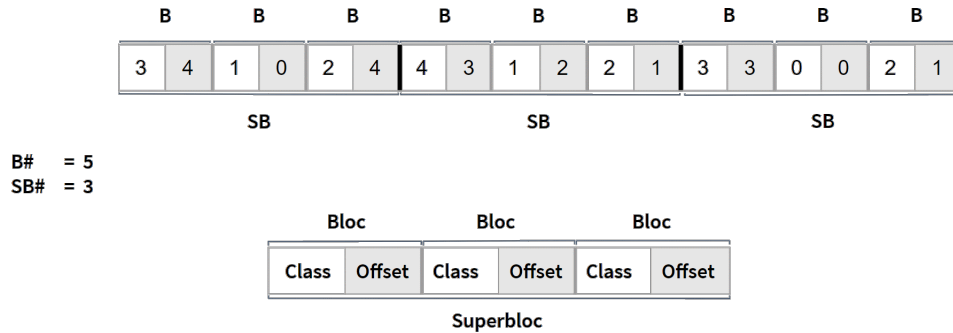 B B B B B B B B B
3 4 1 0 2 4 4 3 1 2 2 1 3 3 0 0 2 1
SB SB SB
B# = 5
SB# = 3
Bloc Bloc Bloc
Class Offset Class Offset Class Offset
Superbloc